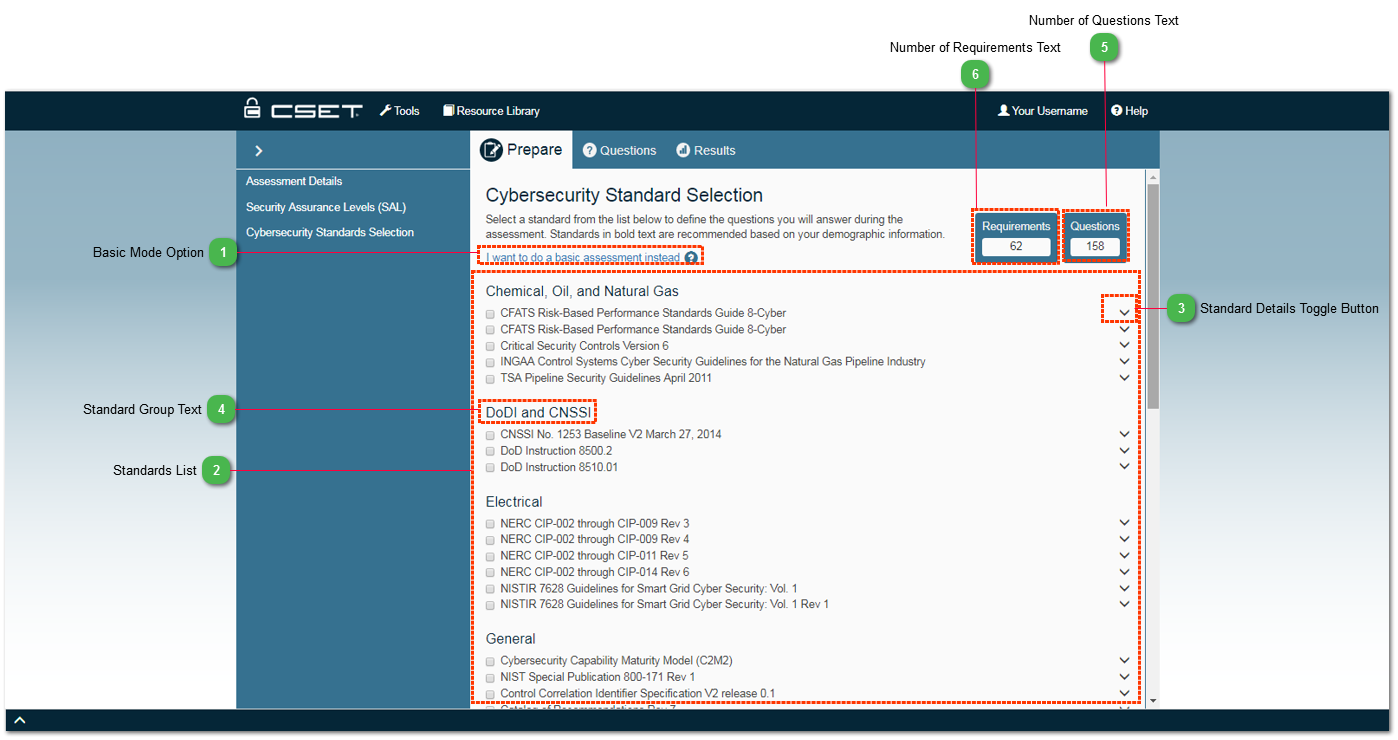 Number of Questions Text
5
Number of Requirements Text
6
CSET
Tools
Resource Library
Your Username
Help
Prepare
Questions
Results
Assessment Details
Security Assurance Levels (SAL)
Cybersecurity Standards Selection
Cybersecurity Standard Selection
Select a standard from the list below to define the questions you will answer during the
assessment. Standards in bold text are recommended based on your demographic information.
Requirements
62
Questions
158
Basic Mode Option
1
I want to do a basic assessment instead
Chemical, Oil, and Natural Gas
CFATS Risk-Based Performance Standards Guide 8-Cyber
3
Standard Details Toggle Button
CFATS Risk-Based Performance Standards Guide 8-Cyber
Critical Security Controls Version 6
INGAA Control Systems Cyber Security Guidelines for the Natural Gas Pipeline Industry
TSA Pipeline Security Guidelines April 2011
Standard Group Text
4
DoDI and CNSSI
CNSSI No. 1253 Baseline V2 March 27, 2014
DoD Instruction 8500.2
DoD Instruction 8510.01
Standards List
2
Electrical
NERC CIP-002 through CIP-009 Rev 3
NERC CIP-002 through CIP-009 Rev 4
NERC CIP-002 through CIP-011 Rev 5
NERC CIP-002 through CIP-014 Rev 6
NISTIR 7628 Guidelines for Smart Grid Cyber Security: Vol. 1
NISTIR 7628 Guidelines for Smart Grid Cyber Security: Vol. 1 Rev 1
General
Cybersecurity Capability Maturity Model (C2M2)
NIST Special Publication 800-171 Rev 1
Control Correlation Identifier Specification V2 release 0.1
Catalog of Recommendations Rev 7